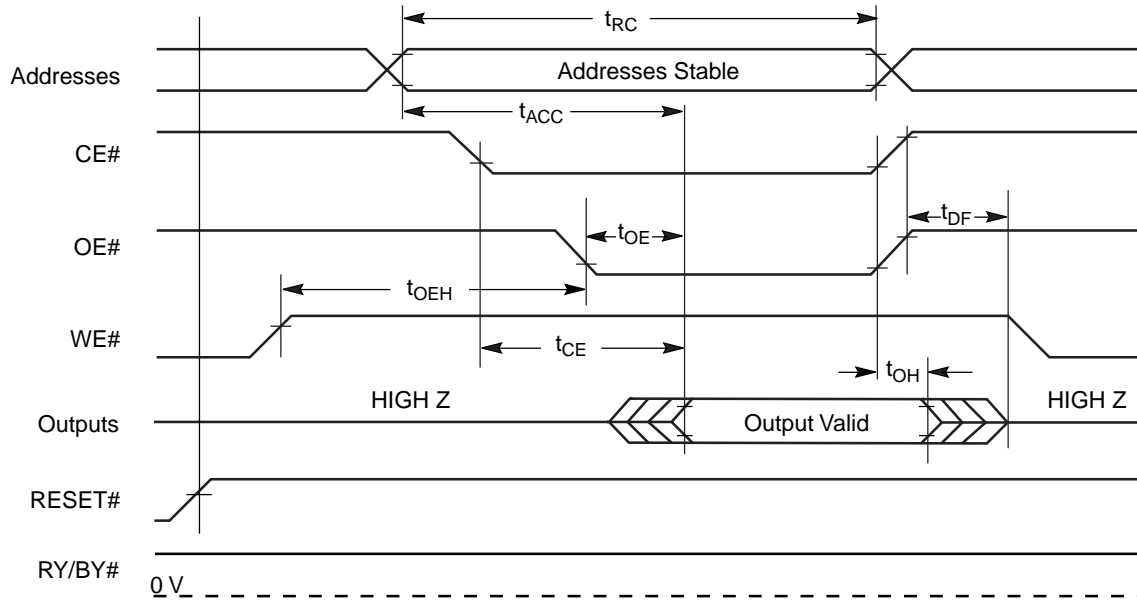 tRC
Addresses
Addresses Stable
tACC
CE#
tDF
OE#
tOE
tOEH
WE#
tCE
tOH
HIGH Z
HIGH Z
Outputs
Output Valid
RESET#
RY/BY#
0 V